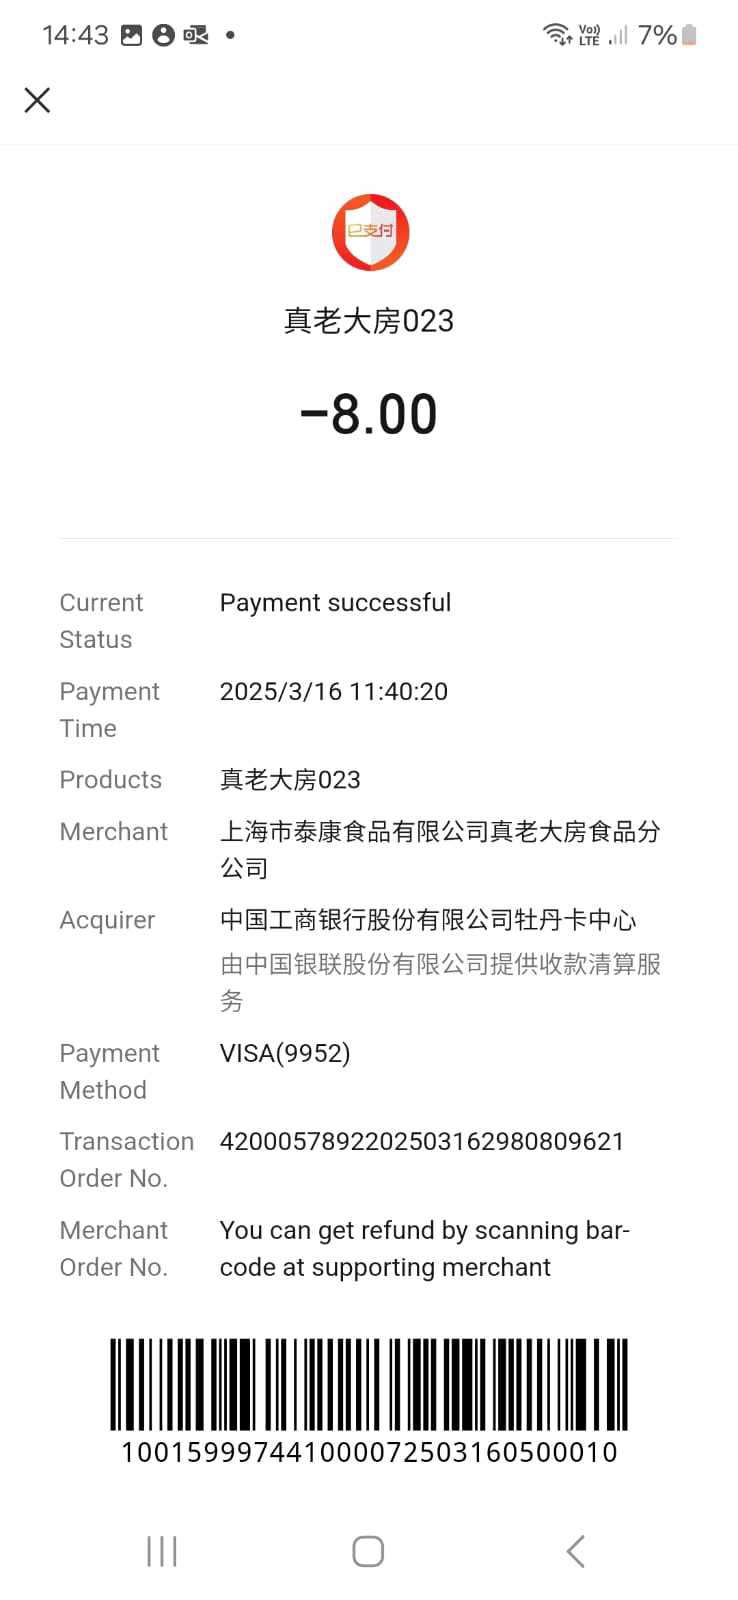 14:43
Vo)) LTE 7%
已支付
真老大房023
−8.00
Current Status
Payment successful
Payment Time
2025/3/16 11:40:20
Products
真老大房023
Merchant
上海市泰康食品有限公司真老大房食品分
公司
Acquirer
中国工商银行股份有限公司牡丹卡中心
由中国银联股份有限公司提供收款清算服
务
Payment Method
VISA(9952)
Transaction Order No.
4200057892202503162980809621
Merchant Order No.
You can get refund by scanning bar-
code at supporting merchant
100159997441000072503160500010